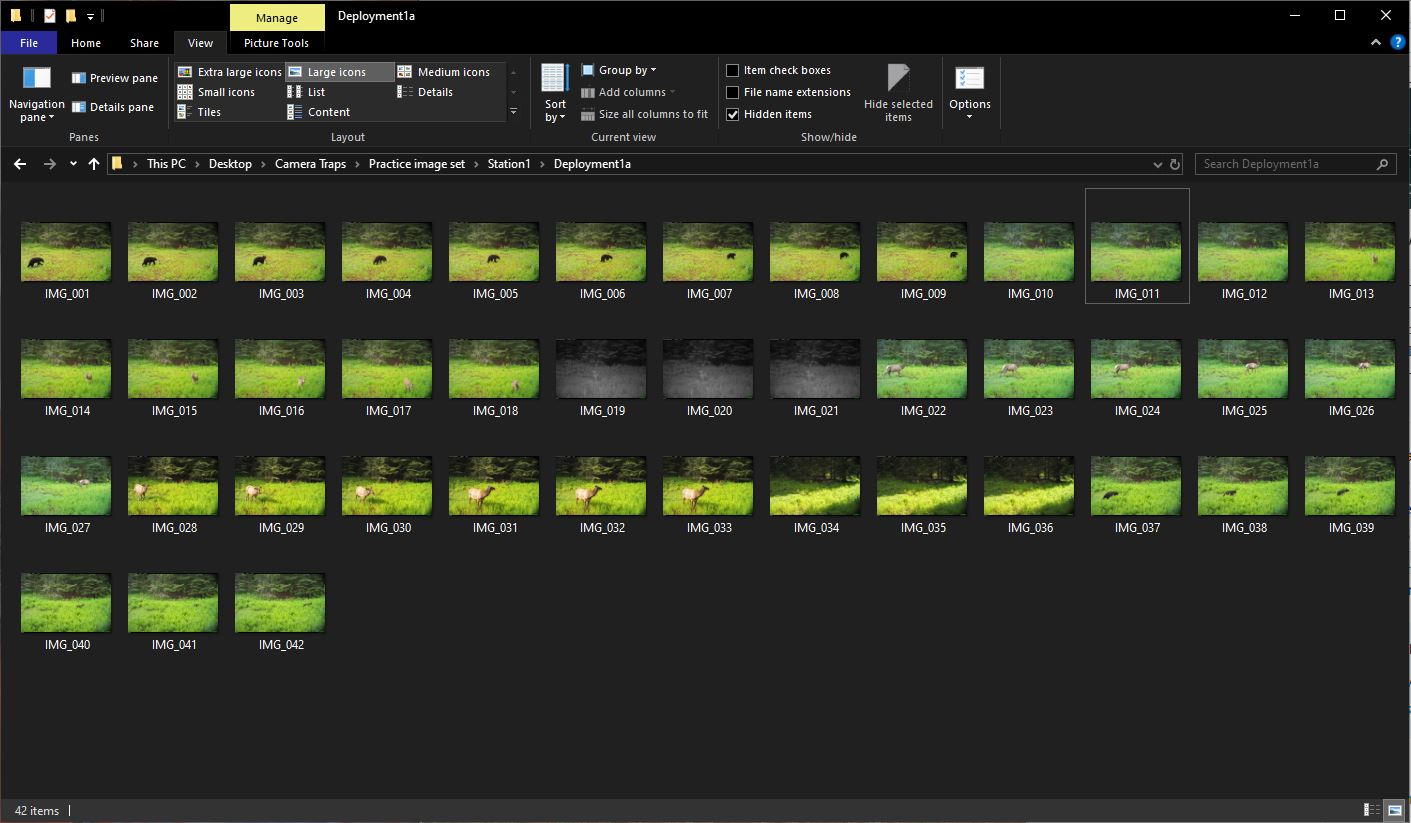 Manage
Deployment1a
File
Home
Share
View
Picture Tools
Navigation pane
Preview pane
Details pane
Panes
Extra large icons
Large icons
Medium icons
Small icons
List
Details
Tiles
Content
Layout
Sort by
Group by
Add columns
Size all columns to fit
Current view
Item check boxes
File name extensions
Hidden items
Hide selected items
Show/hide
Options
This PC > Desktop > Camera Traps > Practice image set > Station1 > Deployment1a
Search Deployment1a
IMG_001
IMG_002
IMG_003
IMG_004
IMG_005
IMG_006
IMG_007
IMG_008
IMG_009
IMG_010
IMG_011
IMG_012
IMG_013
IMG_014
IMG_015
IMG_016
IMG_017
IMG_018
IMG_019
IMG_020
IMG_021
IMG_022
IMG_023
IMG_024
IMG_025
IMG_026
IMG_027
IMG_028
IMG_029
IMG_030
IMG_031
IMG_032
IMG_033
IMG_034
IMG_035
IMG_036
IMG_037
IMG_038
IMG_039
IMG_040
IMG_041
IMG_042
42 items